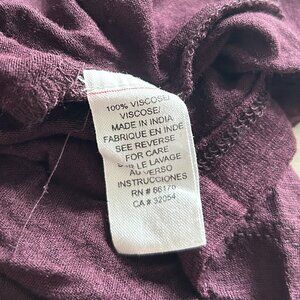 100% VISCOSE/
VISCOSE/
MADE IN INDIA
FABRIQUE EN INDE
SEE REVERSE
FOR CARE
LE LAVAGE
AU VERSO
INSTRUCCIONES
RN #
CA # 32054